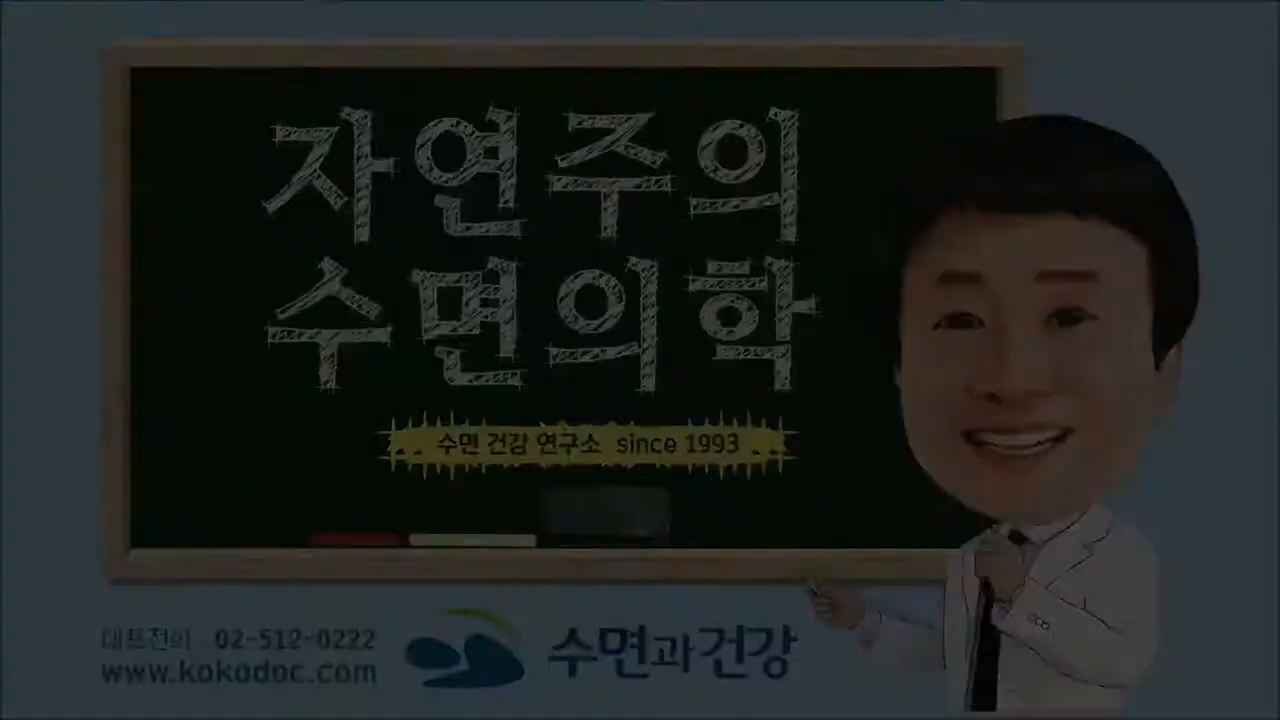 자연주의
수면의학
수면 건강 연구소 since 1993
대표전화 : 02-512-0222
www.kokodoc.com
수면과건강